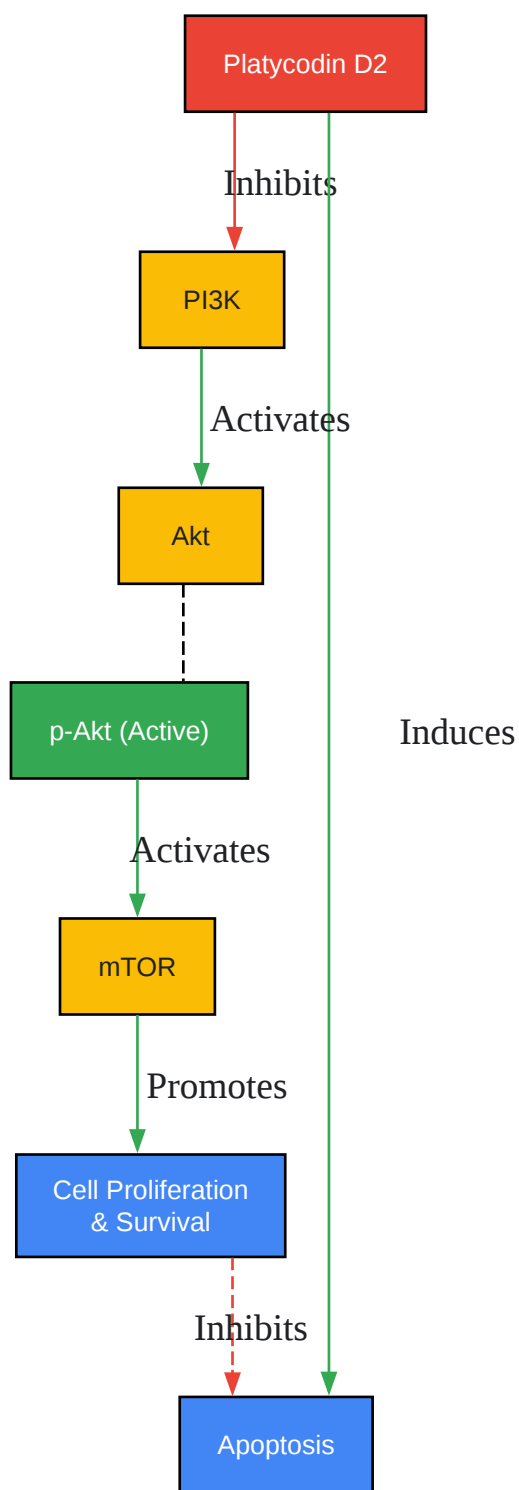 Platycodin D2
Inhibits
PI3K
Activates
Akt
p-Akt (Active)
Induces
Activates
mTOR
Promotes
Cell Proliferation
& Survival
Inhibits
Apoptosis